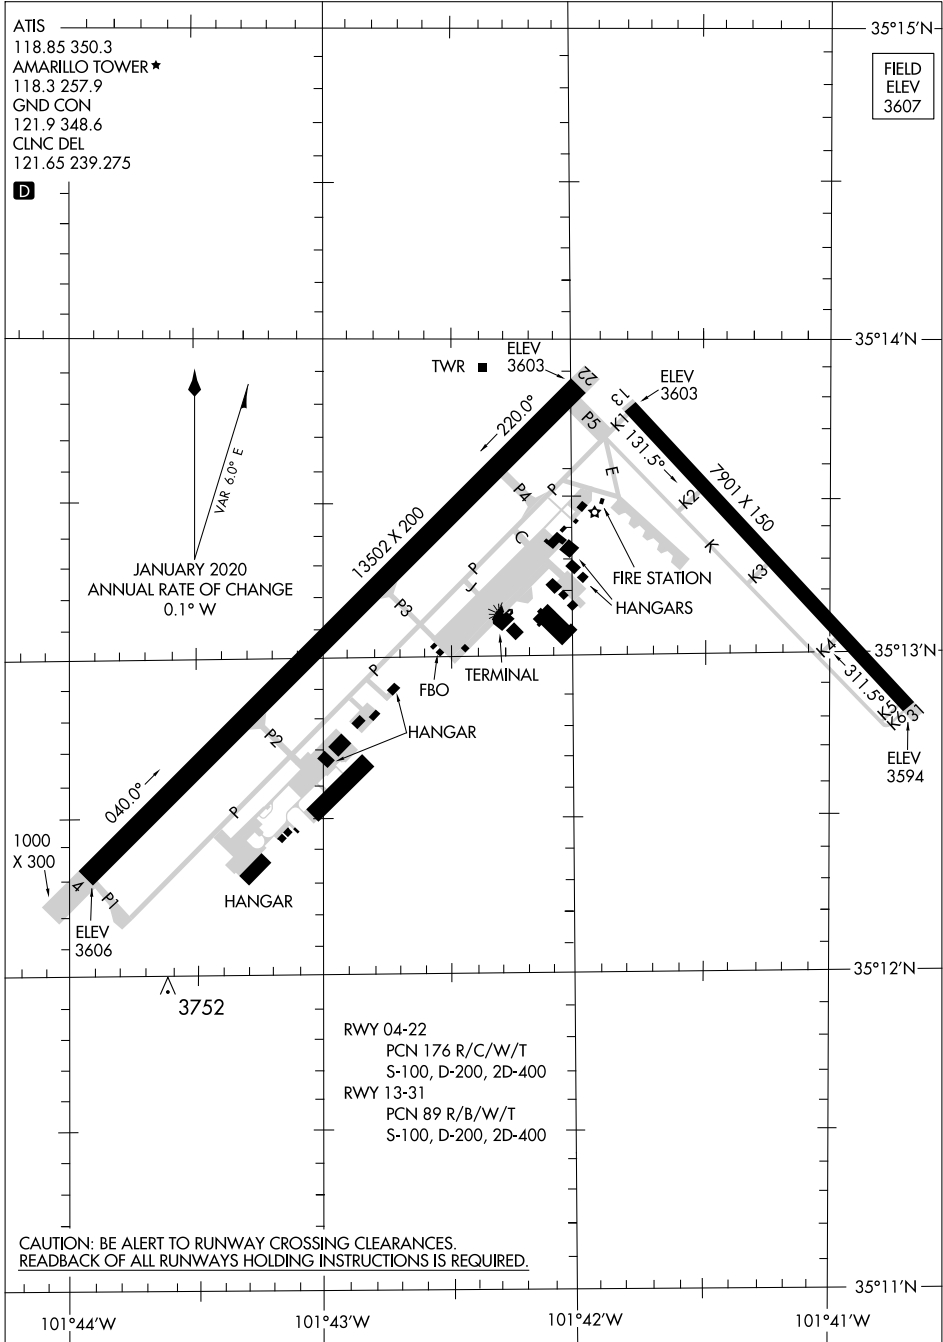 ATIS
118.85 350.3
AMARILLO TOWER★
118.3 257.9
GND CON
121.9 348.6
CLNC DEL
121.65 239.275
D
35°15'N
FIELD
ELEV
3607
35°14'N
VAR 6.0° E
JANUARY 2020
ANNUAL RATE OF CHANGE
0.1° W
TWR
ELEV
3603
22
220.0°
13502 X 200
040.0°
4
ELEV
3603
13
131.5°
7901 X 150
311.5°
31
ELEV
3594
P5
K1
E
K2
K
K3
K4
K5
K6
P4
P
C
P
J
P3
P
P2
P
P1
FIRE STATION
HANGARS
TERMINAL
FBO
HANGAR
HANGAR
35°13'N
1000
X 300
ELEV
3606
35°12'N
3752
RWY 04-22
PCN 176 R/C/W/T
S-100, D-200, 2D-400
RWY 13-31
PCN 89 R/B/W/T
S-100, D-200, 2D-400
CAUTION: BE ALERT TO RUNWAY CROSSING CLEARANCES.
READBACK OF ALL RUNWAYS HOLDING INSTRUCTIONS IS REQUIRED.
35°11'N
101°44'W
101°43'W
101°42'W
101°41'W